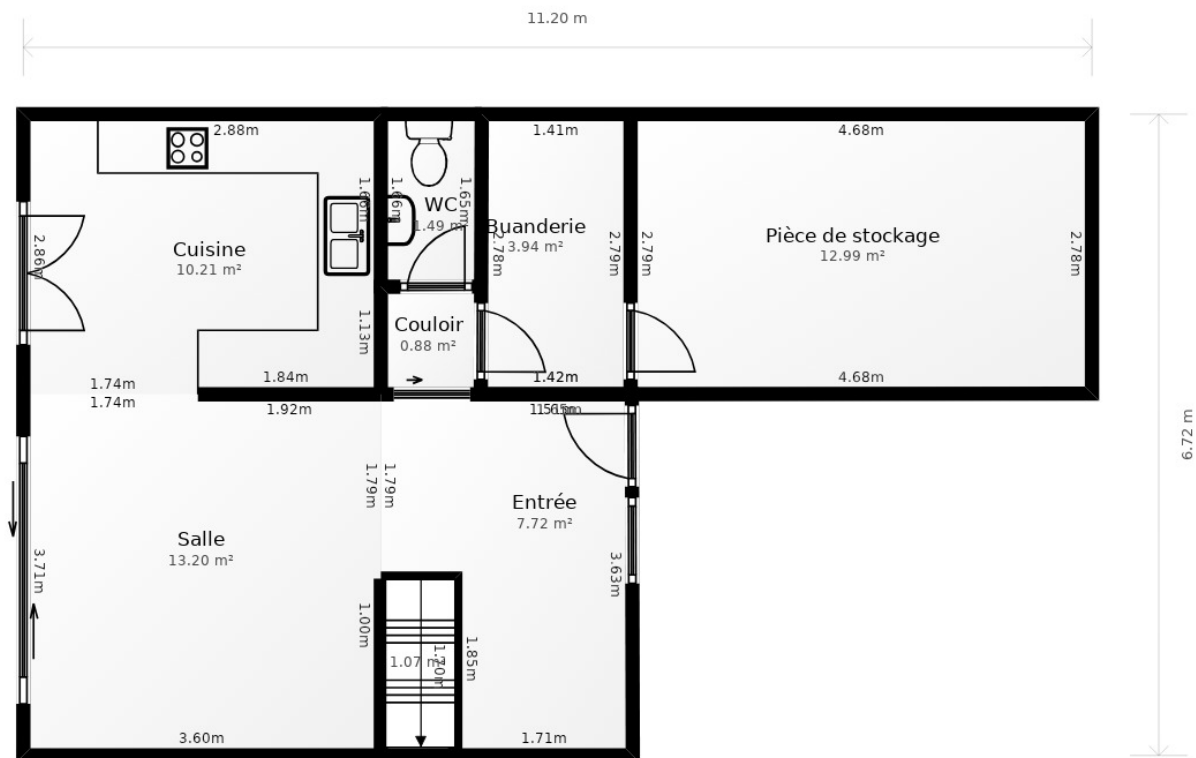 11.20 m
2.88m
1.41m
4.68m
1.66m
1.65m
WC
1.49 m²
Buanderie
3.94 m²
Pièce de stockage
12.99 m²
Cuisine
10.21 m²
2.86m
2.78m
2.79m
2.79m
2.78m
Couloir
0.88 m²
1.13m
1.74m
1.84m
1.42m
4.68m
1.74m
1.92m
6.72 m
1.79m
1.79m
Entrée
7.72 m²
Salle
13.20 m²
3.71m
3.63m
1.00m
1.07 m²
1.85m
3.60m
1.71m